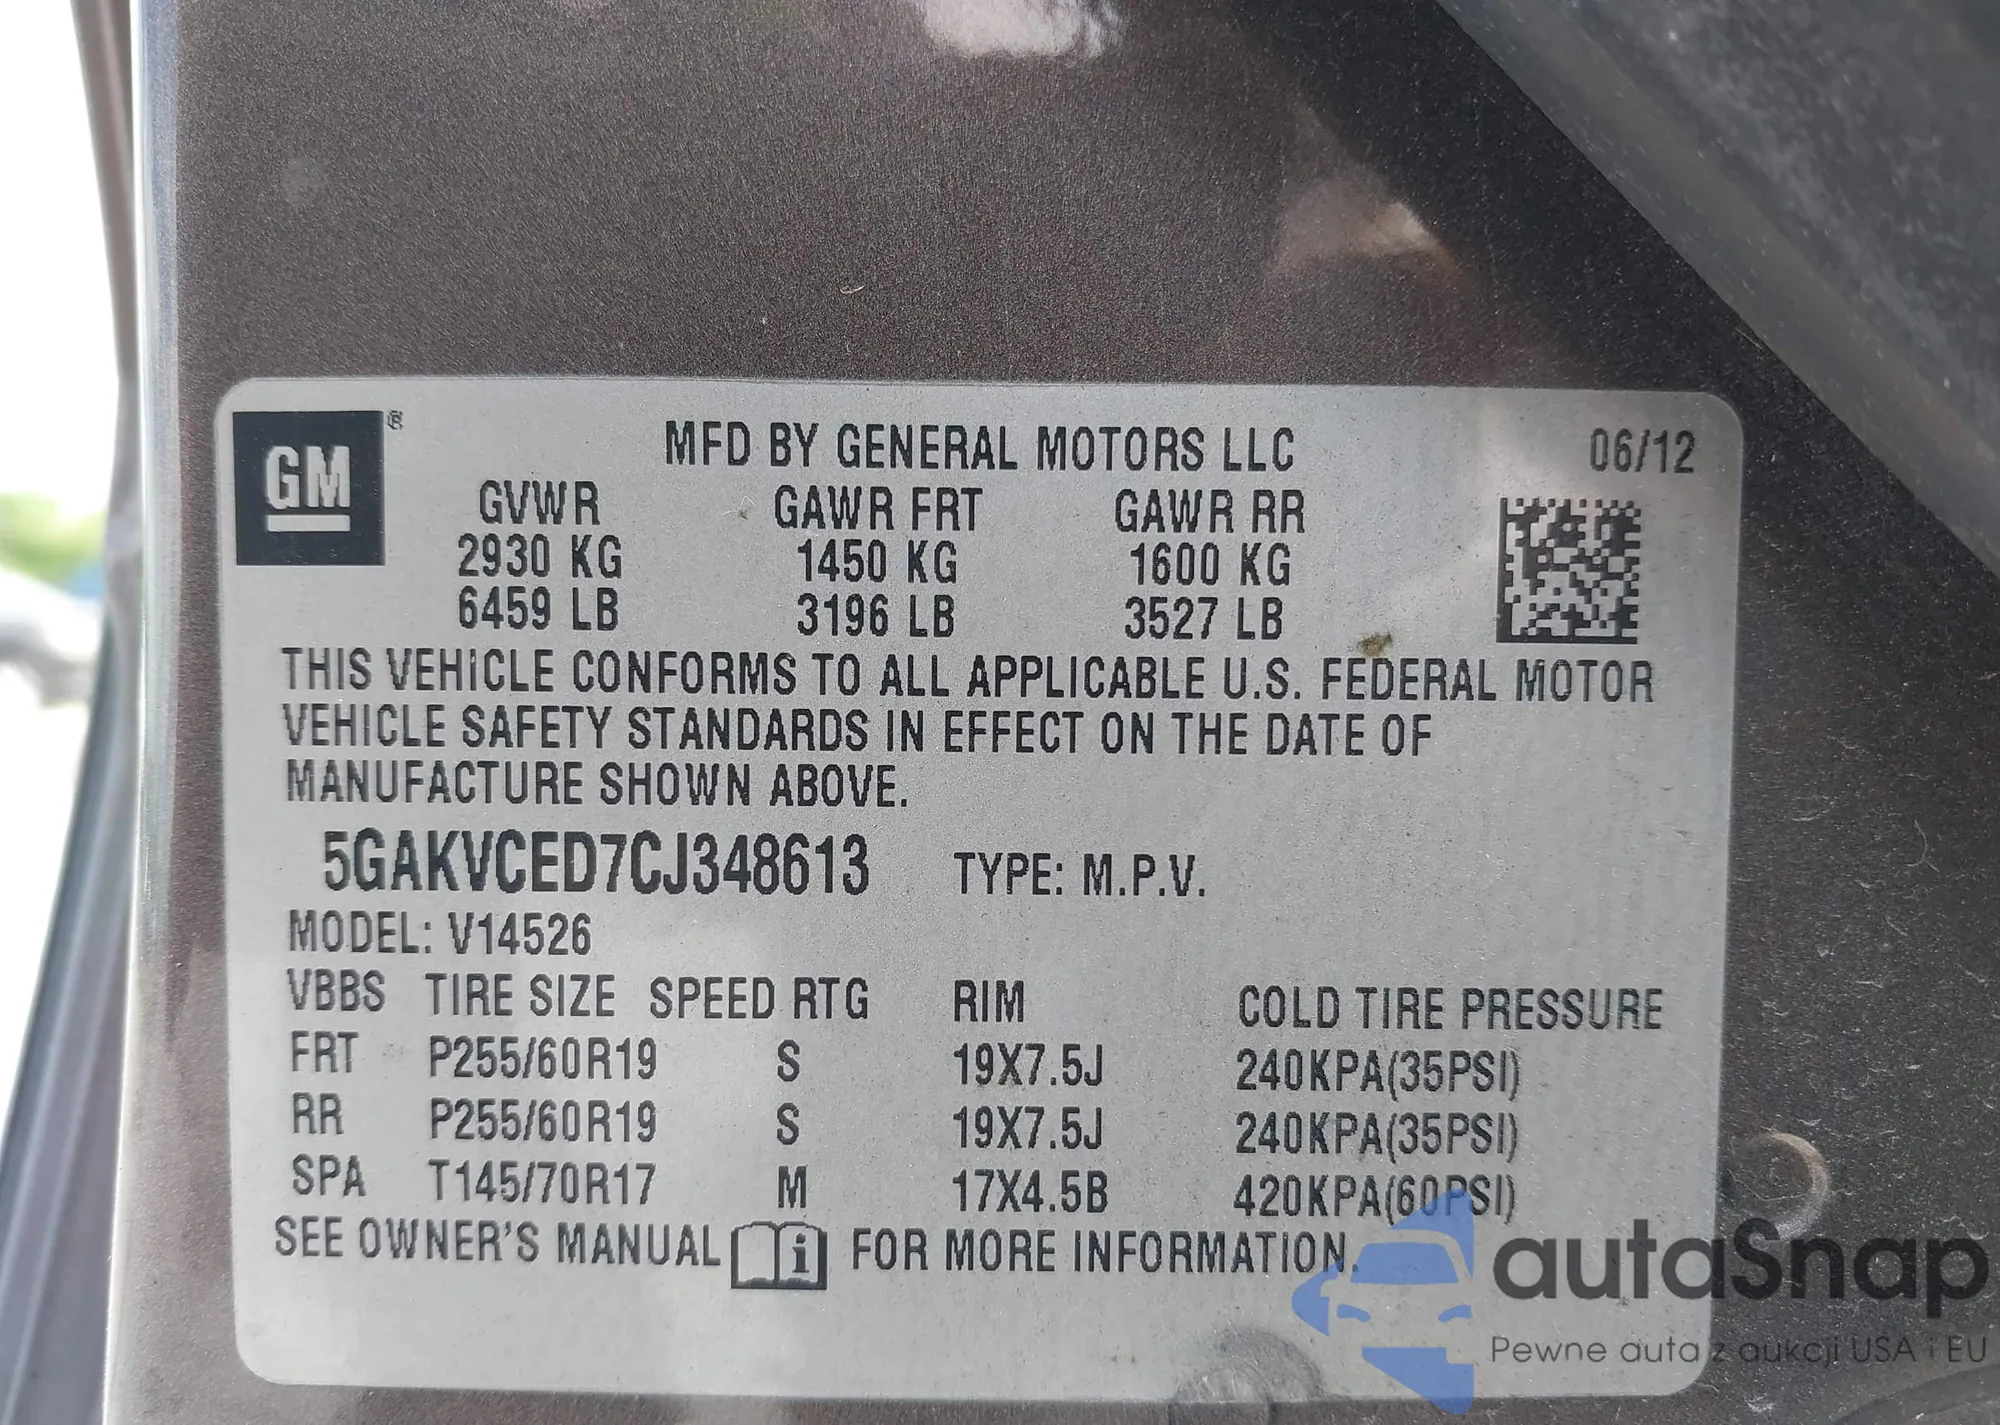 GM ®
MFD BY GENERAL MOTORS LLC 06/12
GVWR GAWR FRT GAWR RR
2930 KG 1450 KG 1600 KG
6459 LB 3196 LB 3527 LB
THIS VEHICLE CONFORMS TO ALL APPLICABLE U.S. FEDERAL MOTOR
VEHICLE SAFETY STANDARDS IN EFFECT ON THE DATE OF
MANUFACTURE SHOWN ABOVE.
5GAKVCED7CJ348613 TYPE: M.P.V.
MODEL: V14526
VBBS TIRE SIZE SPEED RTG RIM COLD TIRE PRESSURE
FRT P255/60R19 S 19X7.5J 240KPA(35PSI)
RR P255/60R19 S 19X7.5J 240KPA(35PSI)
SPA T145/70R17 M 17X4.5B 420KPA(60PSI)
SEE OWNER'S MANUAL i FOR MORE INFORMATION.
autaSnap
Pewne auta z aukcji USA i EU